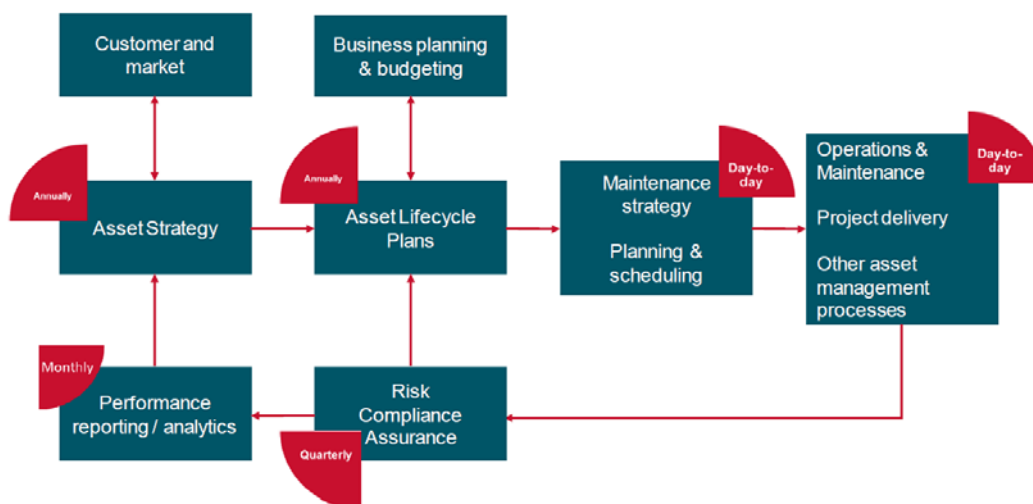 Customer and
market
Business planning
& budgeting
Annually
Asset Strategy
Annually
Asset Lifecycle
Plans
Day-to-
day
Maintenance
strategy
Planning &
scheduling
Day-to-
day
Operations &
Maintenance
Project delivery
Other asset
management
processes
Monthly
Performance
reporting / analytics
Risk
Compliance
Assurance
Quarterly